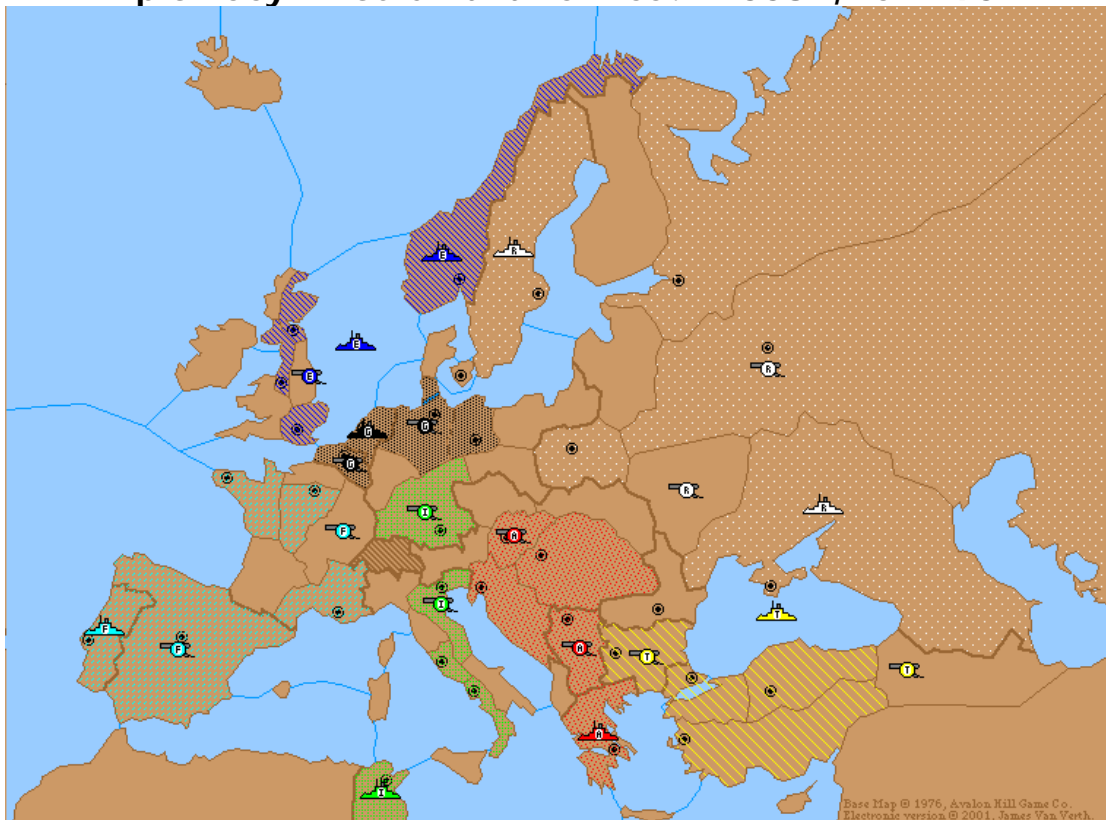 E
R
E
R
E
G
G
G
R
R
I
F
A
I
T
F
A
F
T
T
A
I
Base Map © 1976, Avalon Hill Game Co.
Electronic version © 2001, James Van Verth.